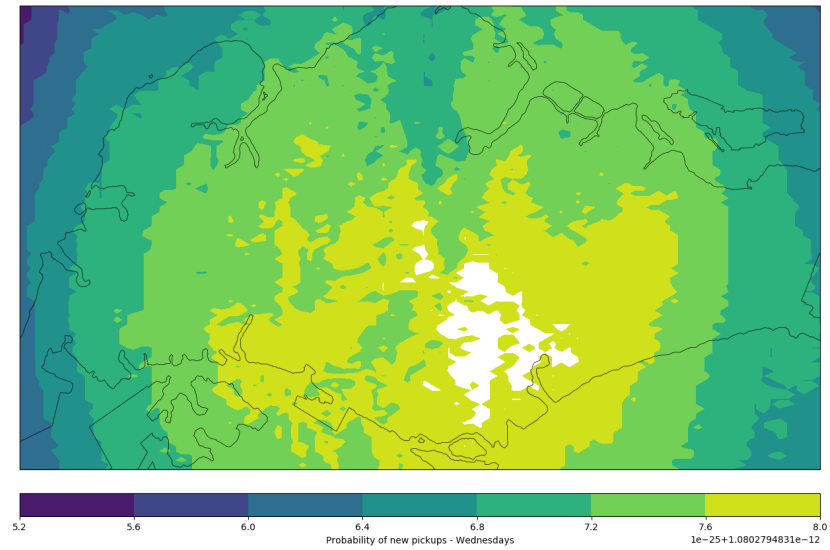 5.2 5.6 6.0 6.4 6.8 7.2 7.6 8.0
Probability of new pickups - Wednesdays 1e−25+1.0802794831e−12